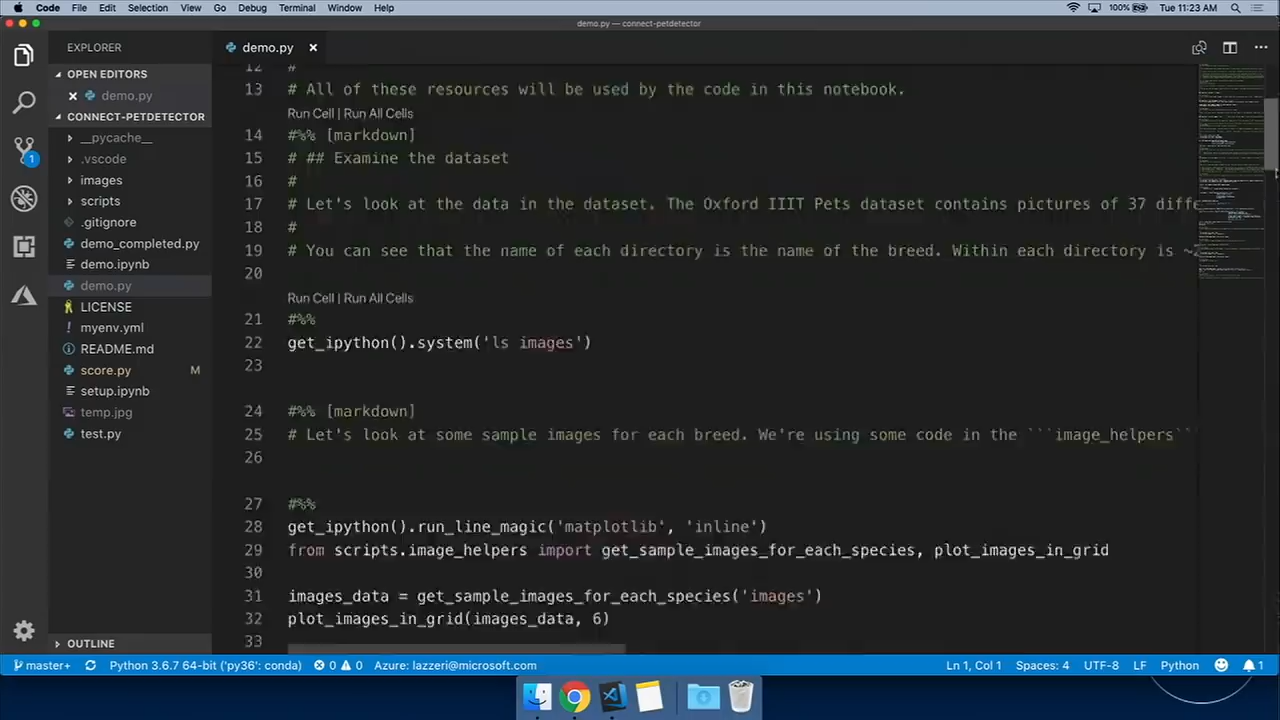 Code File Edit Selection View Go Debug Terminal Window Help 100% Tue 11:23 AM
demo.py — connect-petdetector
EXPLORER
OPEN EDITORS
demo.py
CONNECT-PETDETECTOR
__pycache__
.vscode
images
scripts
.gitignore
demo_completed.py
demo.ipynb
demo.py
LICENSE
myenv.yml
README.md
score.py M
setup.ipynb
temp.jpg
test.py
OUTLINE
1
demo.py
12 #
13 # All of these resources will be used by the code in this notebook.
Run Cell | Run All Cells
14 #%% [markdown]
15 # ## Examine the dataset
16 #
17 # Let's look at the data in the dataset. The Oxford IIIT Pets dataset contains pictures of 37 diff
18 #
19 # You can see that the name of each directory is the name of the breed. Within each directory is ~
20
Run Cell | Run All Cells
21 #%%
22 get_ipython().system('ls images')
23
24 #%% [markdown]
25 # Let's look at some sample images for each breed. We're using some code in the ```image_helpers```
26
27 #%%
28 get_ipython().run_line_magic('matplotlib', 'inline')
29 from scripts.image_helpers import get_sample_images_for_each_species, plot_images_in_grid
30
31 images_data = get_sample_images_for_each_species('images')
32 plot_images_in_grid(images_data, 6)
33
master+ Python 3.6.7 64-bit ('py36': conda) 0 0 Azure: lazzeri@microsoft.com Ln 1, Col 1 Spaces: 4 UTF-8 LF Python 1